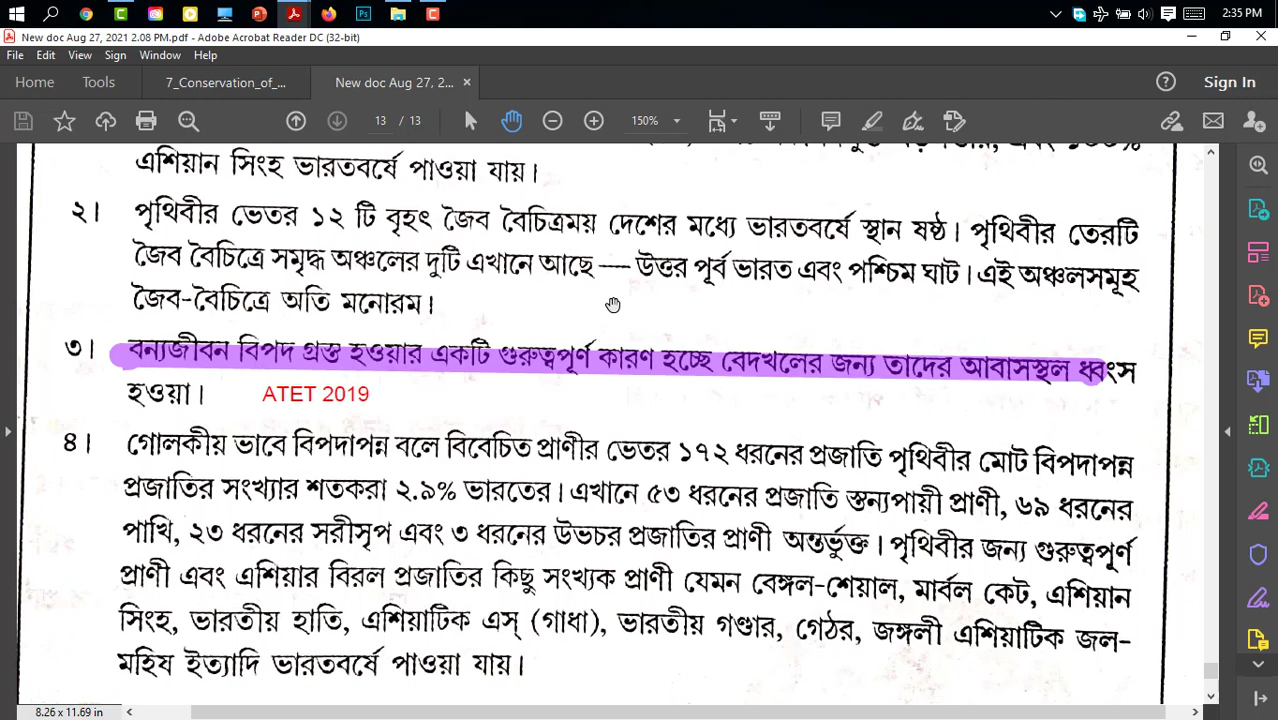 2:35 PM
New doc Aug 27, 2021 2.08 PM.pdf - Adobe Acrobat Reader DC (32-bit)
File Edit View Sign Window Help
Home Tools 7_Conservation_of_... New doc Aug 27, 2... × Sign In
13 / 13 150%
এশিয়ান সিংহ ভারতবর্ষে পাওয়া যায়।
২। পৃথিবীর ভেতর ১২ টি বৃহৎ জৈব বৈচিত্রময় দেশের মধ্যে ভারতবর্ষে স্থান ষষ্ঠ। পৃথিবীর তেরটি
জৈব বৈচিত্রে সমৃদ্ধ অঞ্চলের দুটি এখানে আছে — উত্তর পূর্ব ভারত এবং পশ্চিম ঘাট। এই অঞ্চলসমূহ
জৈব-বৈচিত্রে অতি মনোরম।
৩। বন্যজীবন বিপদ গ্রস্ত হওয়ার একটি গুরুত্বপূর্ণ কারণ হচ্ছে বেদখলের জন্য তাদের আবাসস্থল ধ্বংস
হওয়া। ATET 2019
৪। গোলকীয় ভাবে বিপদাপন্ন বলে বিবেচিত প্রাণীর ভেতর ১৭২ ধরনের প্রজাতি পৃথিবীর মোট বিপদাপন্ন
প্রজাতির সংখ্যার শতকরা ২.৯% ভারতের। এখানে ৫৩ ধরনের প্রজাতি স্তন্যপায়ী প্রাণী, ৬৯ ধরনের
পাখি, ২৩ ধরনের সরীসৃপ এবং ৩ ধরনের উভচর প্রজাতির প্রাণী অন্তর্ভুক্ত। পৃথিবীর জন্য গুরুত্বপূর্ণ
প্রাণী এবং এশিয়ার বিরল প্রজাতির কিছু সংখ্যক প্রাণী যেমন বেঙ্গল-শেয়াল, মার্বল কেট, এশিয়ান
সিংহ, ভারতীয় হাতি, এশিয়াটিক এস্ (গাধা), ভারতীয় গণ্ডার, গেঠর, জঙ্গলী এশিয়াটিক জল-
মহিষ ইত্যাদি ভারতবর্ষে পাওয়া যায়।
8.26 x 11.69 in